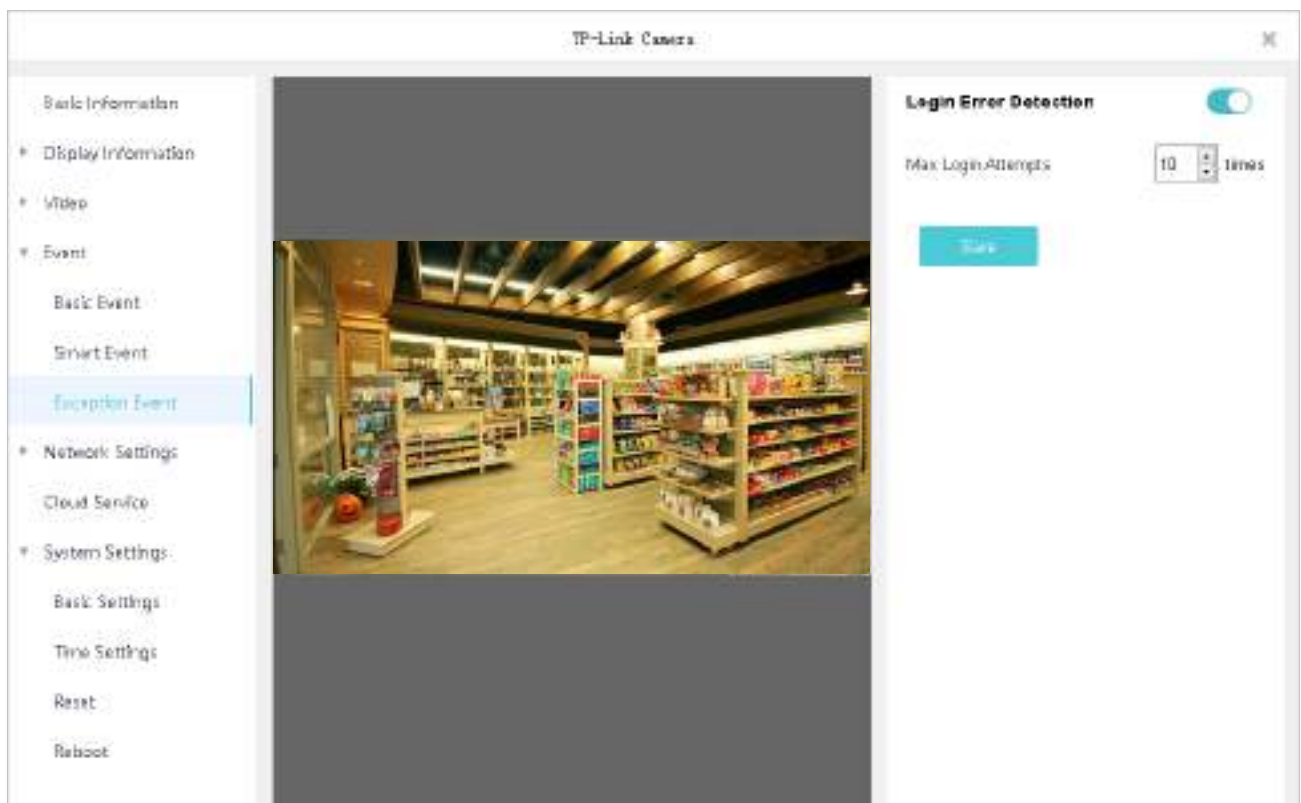 TP-Link Camera
Basic Information
Display Information
Video
Event
Basic Event
Smart Event
Exception Event
Network Settings
Cloud Service
System Settings
Basic Settings
Time Settings
Reset
Reboot
Login Error Detection
Max Login Attempts 10 times
Save